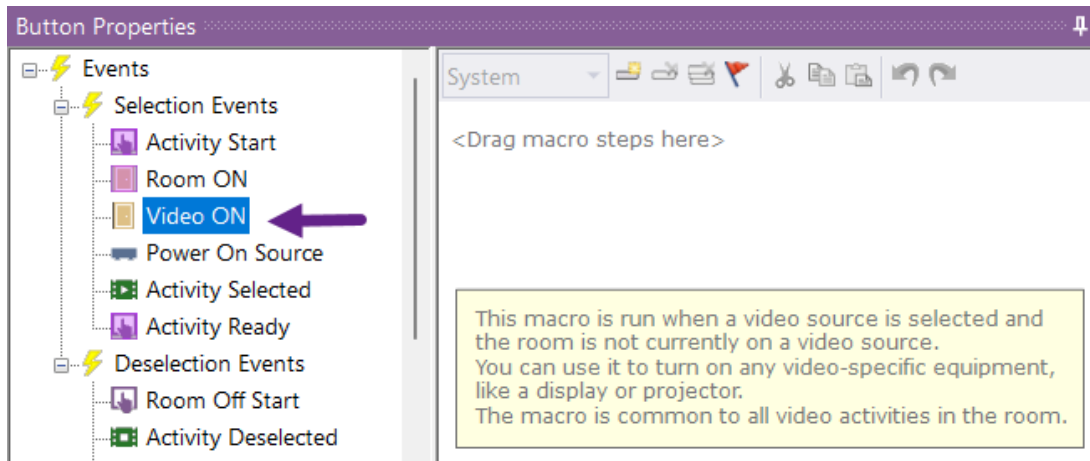 Button Properties
Events
Selection Events
Activity Start
Room ON
Video ON
Power On Source
Activity Selected
Activity Ready
Deselection Events
Room Off Start
Activity Deselected
System
<Drag macro steps here>
This macro is run when a video source is selected and
the room is not currently on a video source.
You can use it to turn on any video-specific equipment,
like a display or projector.
The macro is common to all video activities in the room.